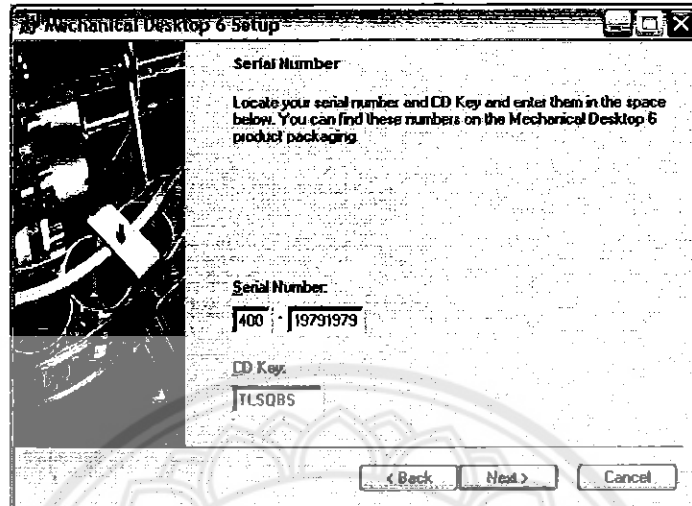 Mechanical Desktop 6 Setup
Serial Number
Locate your serial number and CD Key and enter them in the space
below. You can find these numbers on the Mechanical Desktop 6
product packaging
Serial Number:
400 - 19791979
CD Key:
TLSQBS
< Back Next > Cancel